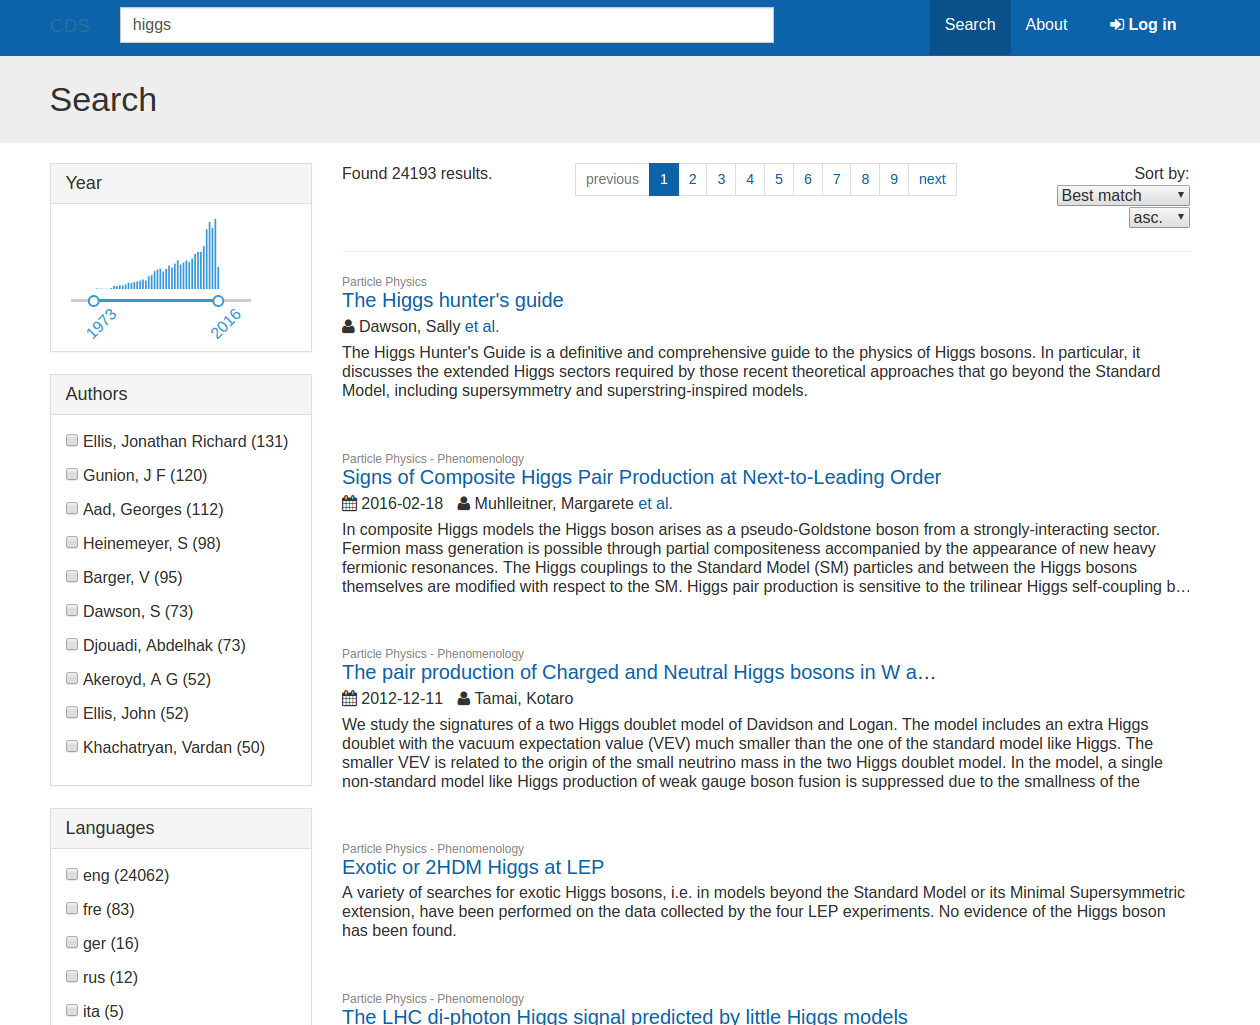 CDS
higgs
Search
About
Log in
Search
Year
1973
2016
Authors
Ellis, Jonathan Richard (131)
Gunion, J F (120)
Aad, Georges (112)
Heinemeyer, S (98)
Barger, V (95)
Dawson, S (73)
Djouadi, Abdelhak (73)
Akeroyd, A G (52)
Ellis, John (52)
Khachatryan, Vardan (50)
Languages
eng (24062)
fre (83)
ger (16)
rus (12)
ita (5)
Found 24193 results.
previous 1 2 3 4 5 6 7 8 9 next
Sort by:
Best match
asc.
Particle Physics
The Higgs hunter's guide
Dawson, Sally et al.
The Higgs Hunter's Guide is a definitive and comprehensive guide to the physics of Higgs bosons. In particular, it
discusses the extended Higgs sectors required by those recent theoretical approaches that go beyond the Standard
Model, including supersymmetry and superstring-inspired models.
Particle Physics - Phenomenology
Signs of Composite Higgs Pair Production at Next-to-Leading Order
2016-02-18 Muhlleitner, Margarete et al.
In composite Higgs models the Higgs boson arises as a pseudo-Goldstone boson from a strongly-interacting sector.
Fermion mass generation is possible through partial compositeness accompanied by the appearance of new heavy
fermionic resonances. The Higgs couplings to the Standard Model (SM) particles and between the Higgs bosons
themselves are modified with respect to the SM. Higgs pair production is sensitive to the trilinear Higgs self-coupling b…
Particle Physics - Phenomenology
The pair production of Charged and Neutral Higgs bosons in W a…
2012-12-11 Tamai, Kotaro
We study the signatures of a two Higgs doublet model of Davidson and Logan. The model includes an extra Higgs
doublet with the vacuum expectation value (VEV) much smaller than the one of the standard model like Higgs. The
smaller VEV is related to the origin of the small neutrino mass in the two Higgs doublet model. In the model, a single
non-standard model like Higgs production of weak gauge boson fusion is suppressed due to the smallness of the
Particle Physics - Phenomenology
Exotic or 2HDM Higgs at LEP
A variety of searches for exotic Higgs bosons, i.e. in models beyond the Standard Model or its Minimal Supersymmetric
extension, have been performed on the data collected by the four LEP experiments. No evidence of the Higgs boson
has been found.
Particle Physics - Phenomenology
The LHC di-photon Higgs signal predicted by little Higgs models